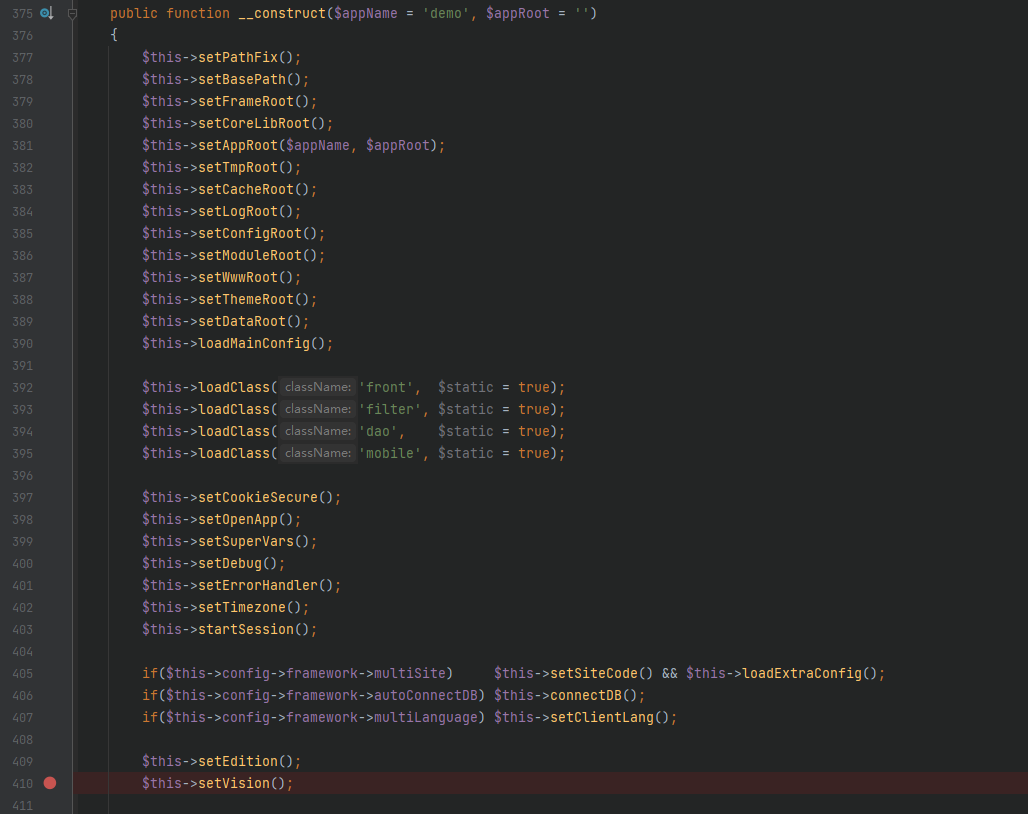 375 public function __construct($appName = 'demo', $appRoot = '')
376 {
377 $this->setPathFix();
378 $this->setBasePath();
379 $this->setFrameRoot();
380 $this->setCoreLibRoot();
381 $this->setAppRoot($appName, $appRoot);
382 $this->setTmpRoot();
383 $this->setCacheRoot();
384 $this->setLogRoot();
385 $this->setConfigRoot();
386 $this->setModuleRoot();
387 $this->setWwwRoot();
388 $this->setThemeRoot();
389 $this->setDataRoot();
390 $this->loadMainConfig();
391
392 $this->loadClass( className: 'front', $static = true);
393 $this->loadClass( className: 'filter', $static = true);
394 $this->loadClass( className: 'dao', $static = true);
395 $this->loadClass( className: 'mobile', $static = true);
396
397 $this->setCookieSecure();
398 $this->setOpenApp();
399 $this->setSuperVars();
400 $this->setDebug();
401 $this->setErrorHandler();
402 $this->setTimezone();
403 $this->startSession();
404
405 if($this->config->framework->multiSite) $this->setSiteCode() && $this->loadExtraConfig();
406 if($this->config->framework->autoConnectDB) $this->connectDB();
407 if($this->config->framework->multiLanguage) $this->setClientLang();
408
409 $this->setEdition();
410 $this->setVision();
411